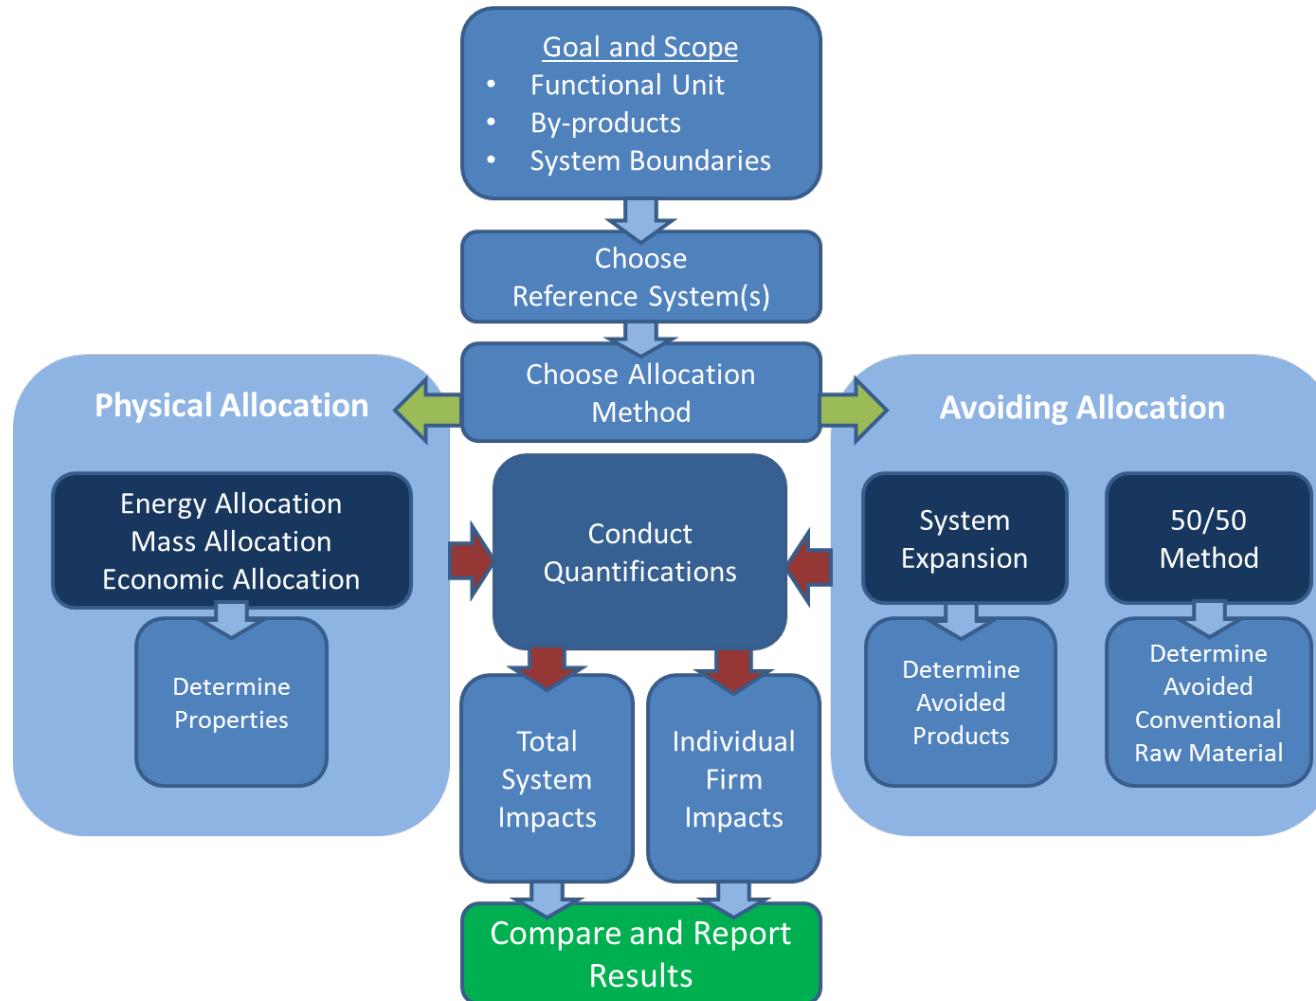 Goal and Scope
• Functional Unit
• By-products
• System Boundaries
Choose
Reference System(s)
Choose Allocation
Method
Physical Allocation
Energy Allocation
Mass Allocation
Economic Allocation
Determine
Properties
Avoiding Allocation
System
Expansion
50/50
Method
Determine
Avoided
Products
Determine
Avoided
Conventional
Raw Material
Conduct
Quantifications
Total
System
Impacts
Individual
Firm
Impacts
Compare and Report
Results